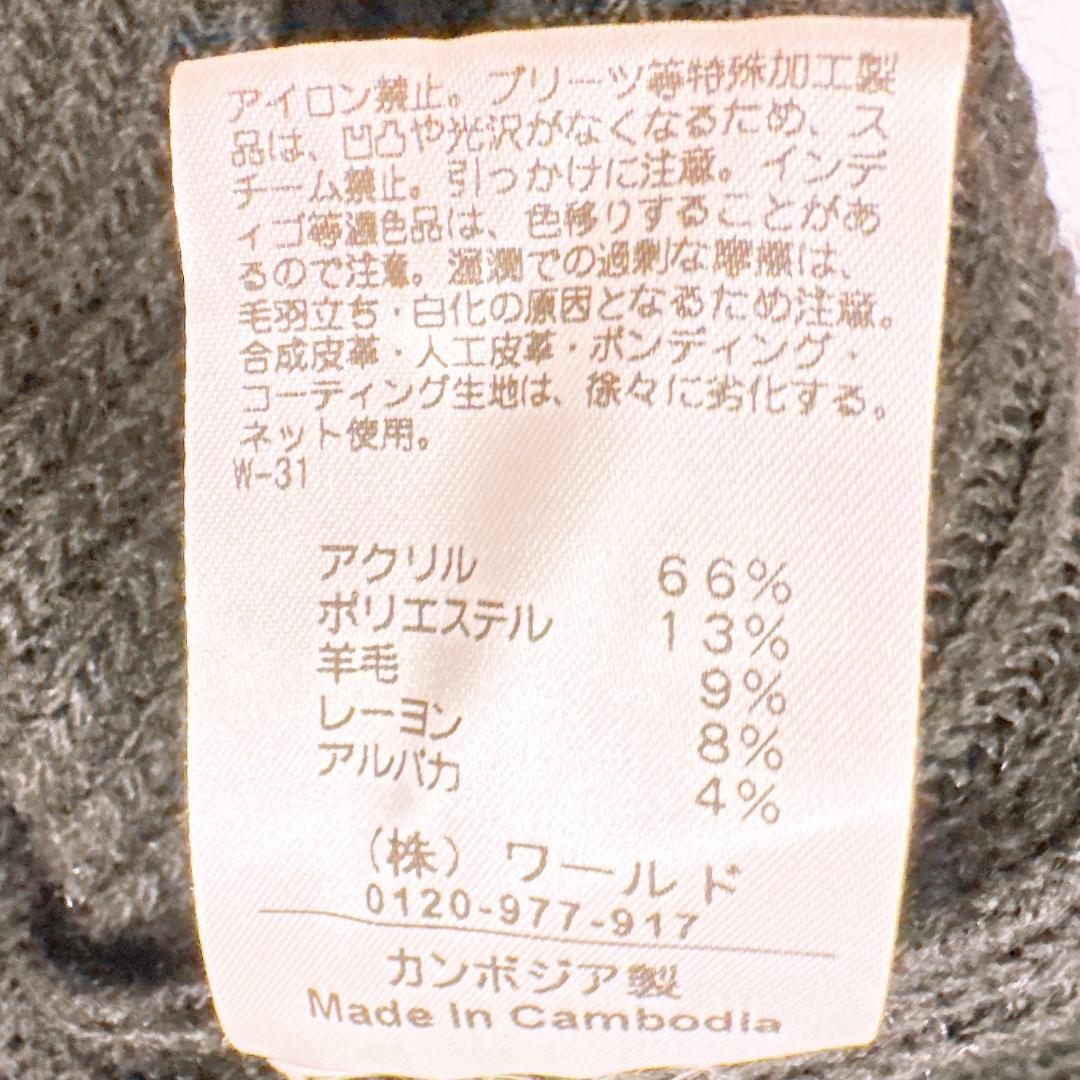 アイロン禁止。プリーツ等特殊加工製
品は、凹凸や光沢がなくなるため、ス
チーム禁止。引っかけに注意。インデ
ィゴ等濃色品は、色移りすることがあ
るので注意。湿潤での過剰な摩擦は、
毛羽立ち・白化の原因となるため注意。
合成皮革・人工皮革・ボンディング・
コーティング生地は、徐々に劣化する。
ネット使用。
W-31
アクリル 66%
ポリエステル 13%
羊毛 9%
レーヨン 8%
アルパカ 4%
（株） ワールド
0120-977-917
カンボジア製
Made In Cambodia